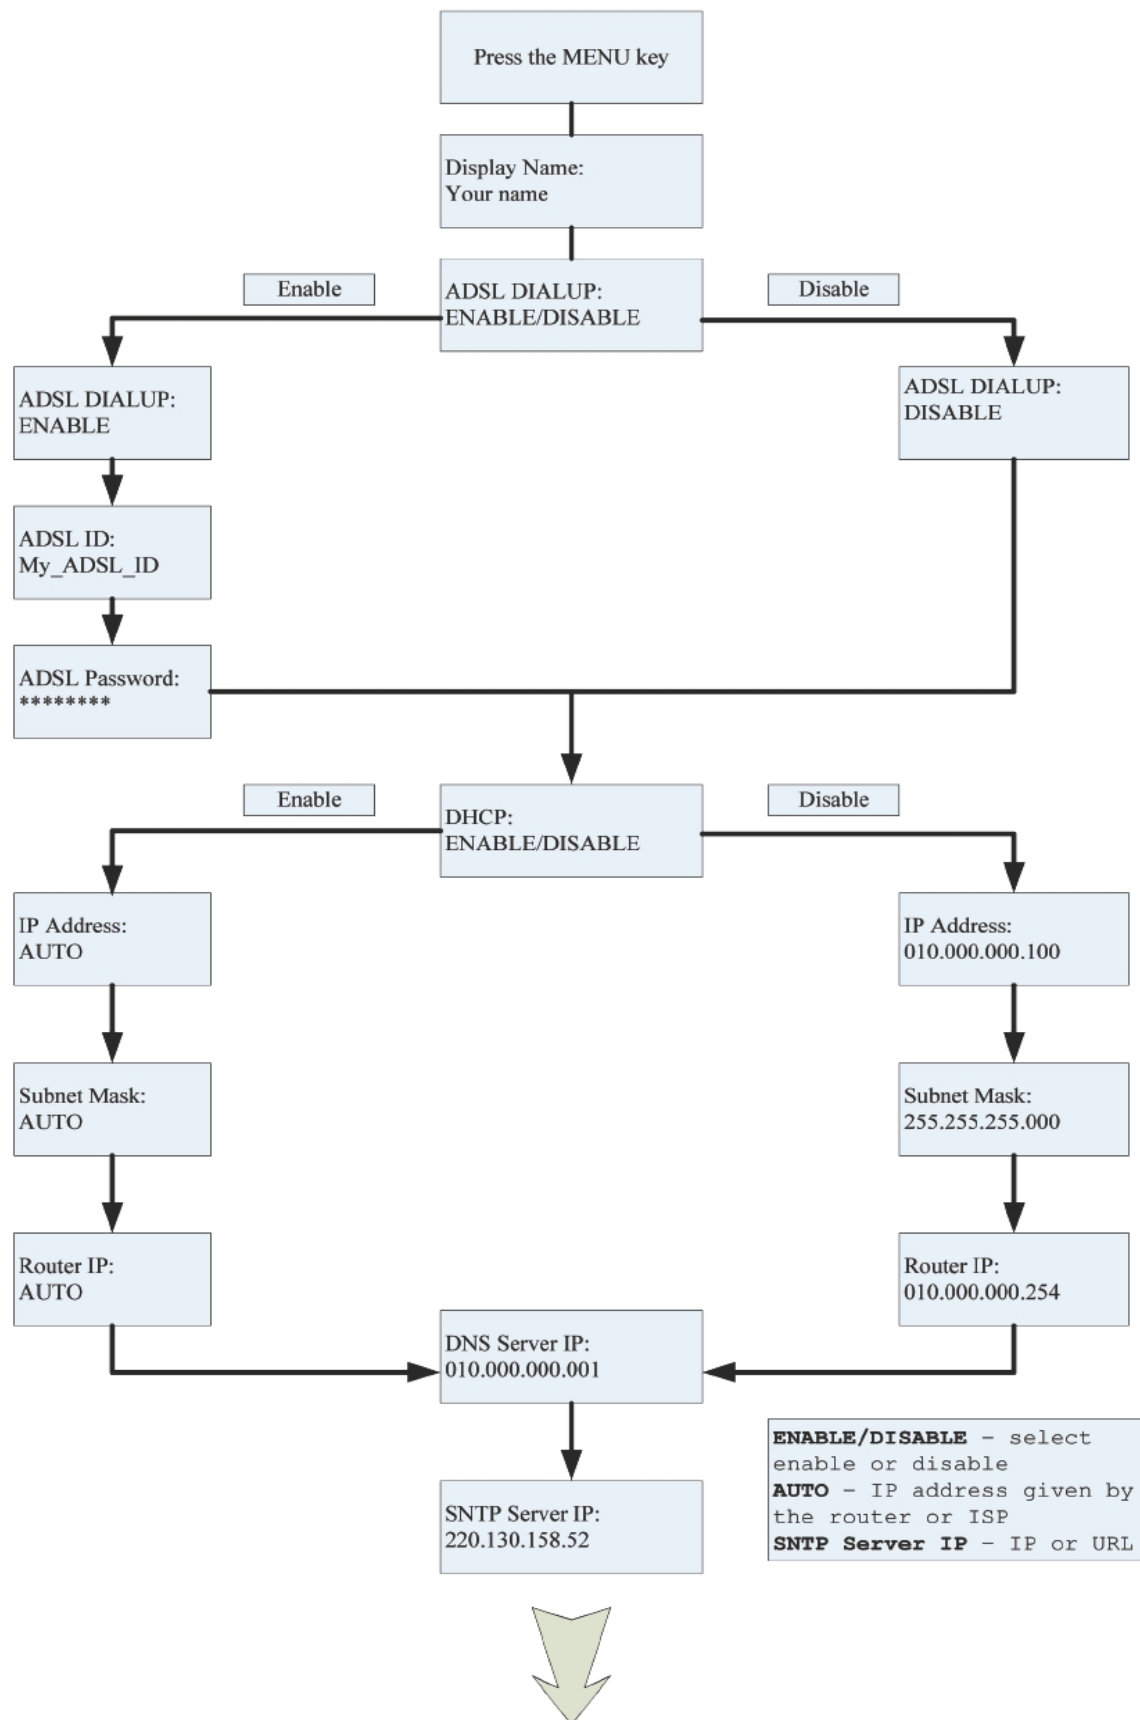 Press the MENU key
Display Name:
Your name
Enable
ADSL DIALUP:
ENABLE/DISABLE
Disable
ADSL DIALUP:
ENABLE
ADSL DIALUP:
DISABLE
ADSL ID:
My_ADSL_ID
ADSL Password:
********
Enable
DHCP:
ENABLE/DISABLE
Disable
IP Address:
AUTO
IP Address:
010.000.000.100
Subnet Mask:
AUTO
Subnet Mask:
255.255.255.000
Router IP:
AUTO
Router IP:
010.000.000.254
DNS Server IP:
010.000.000.001
SNTP Server IP:
220.130.158.52
ENABLE/DISABLE – select
enable or disable
AUTO – IP address given by
the router or ISP
SNTP Server IP – IP or URL